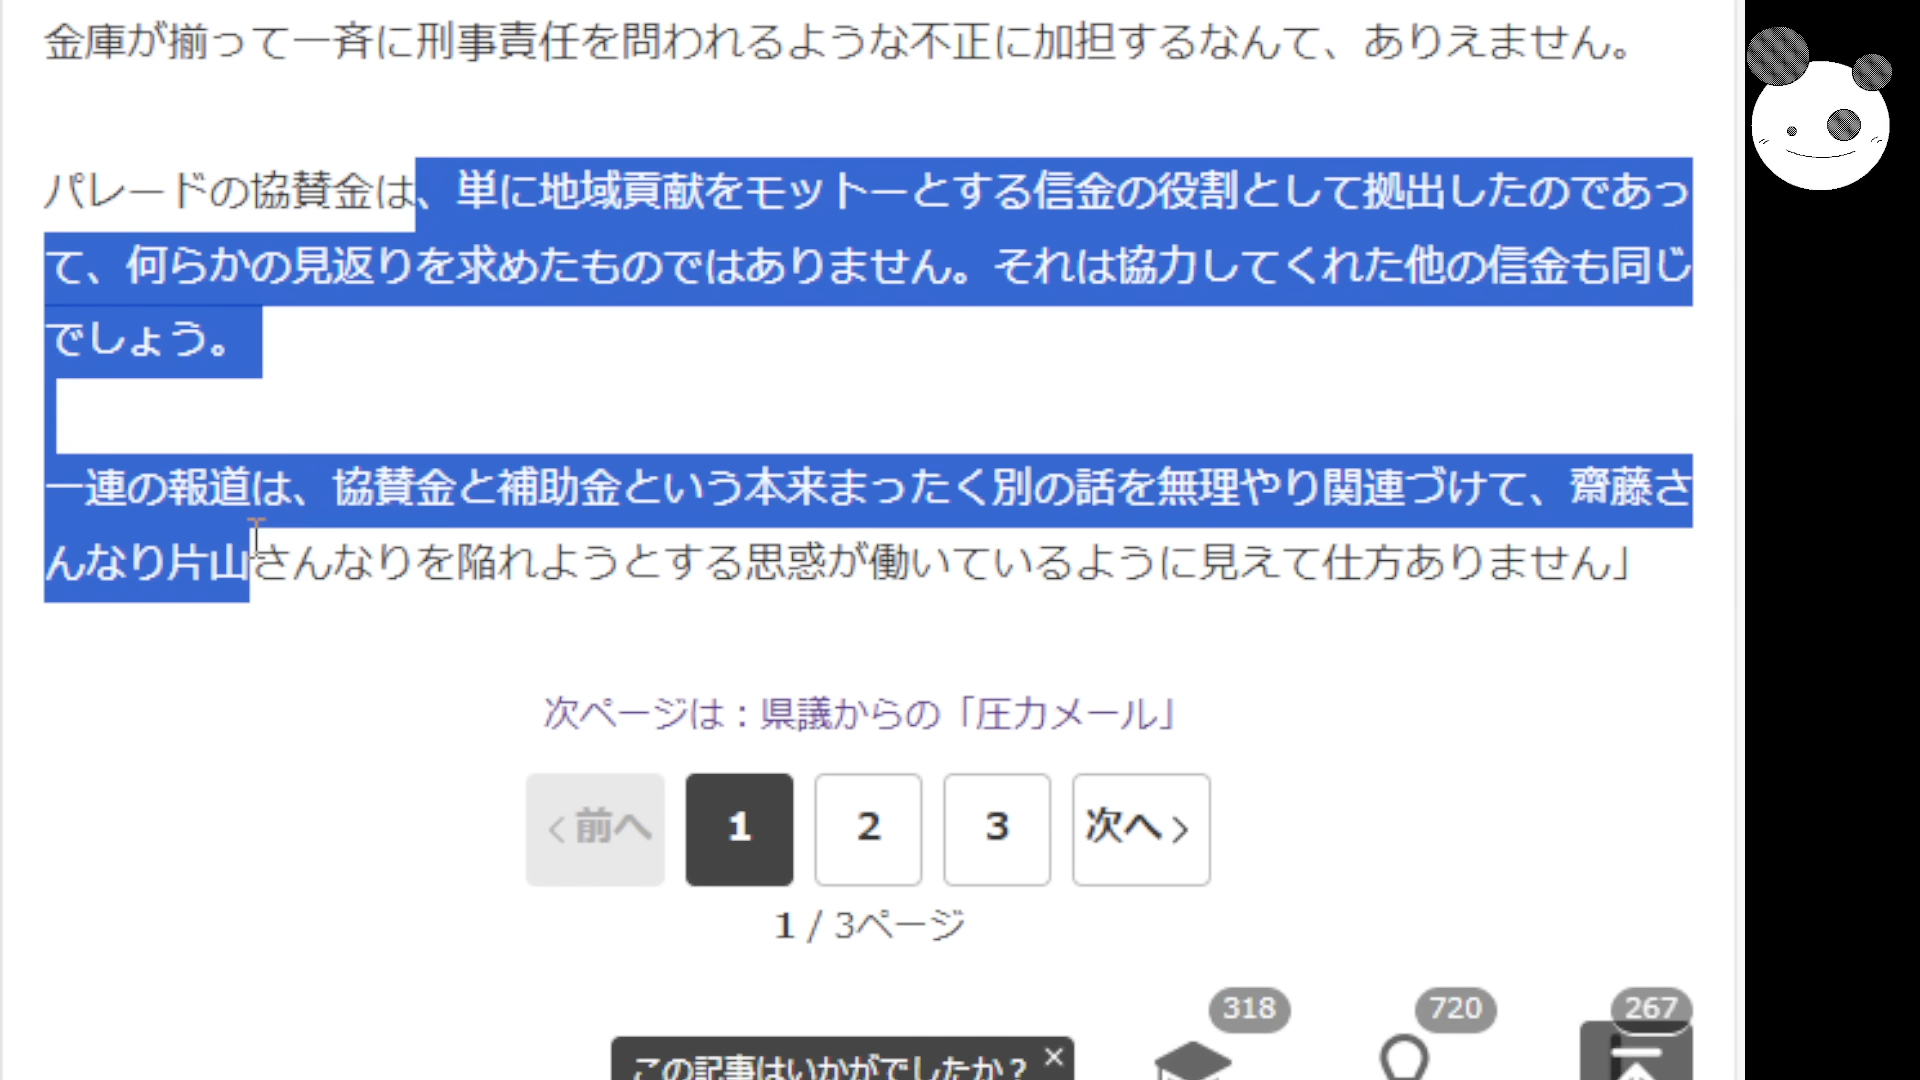 金庫が揃って一斉に刑事責任を問われるような不正に加担するなんて、ありえません。
パレードの協賛金は、単に地域貢献をモットーとする信金の役割として拠出したのであっ
て、何らかの見返りを求めたものではありません。それは協力してくれた他の信金も同じ
でしょう。
一連の報道は、協賛金と補助金という本来まったく別の話を無理やり関連づけて、齋藤さ
んなり片山さんなりを陥れようとする思惑が働いているように見えて仕方ありません」
次ページは：県議からの「圧力メール」
< 前へ 1 2 3 次へ >
1 / 3ページ
318 720 267
この記事はいかがでしたか？ ×